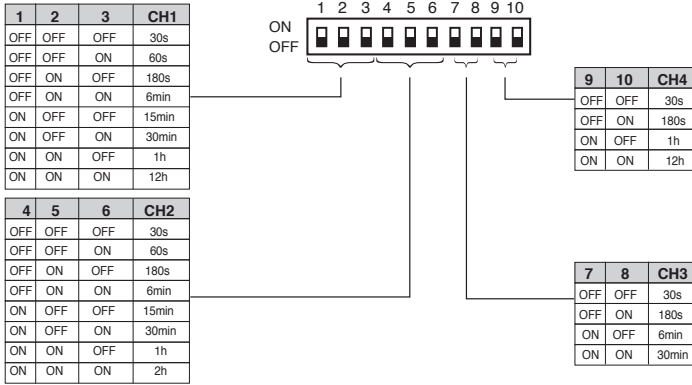 1 2 3 CH1
OFF OFF OFF 30s
OFF OFF ON 60s
OFF ON OFF 180s
OFF ON ON 6min
ON OFF OFF 15min
ON OFF ON 30min
ON ON OFF 1h
ON ON ON 12h
4 5 6 CH2
OFF OFF OFF 30s
OFF OFF ON 60s
OFF ON OFF 180s
OFF ON ON 6min
ON OFF OFF 15min
ON OFF ON 30min
ON ON OFF 1h
ON ON ON 2h
1 2 3 4 5 6 7 8 9 10
ON
OFF
9 10 CH4
OFF OFF 30s
OFF ON 180s
ON OFF 1h
ON ON 12h
7 8 CH3
OFF OFF 30s
OFF ON 180s
ON OFF 6min
ON ON 30min